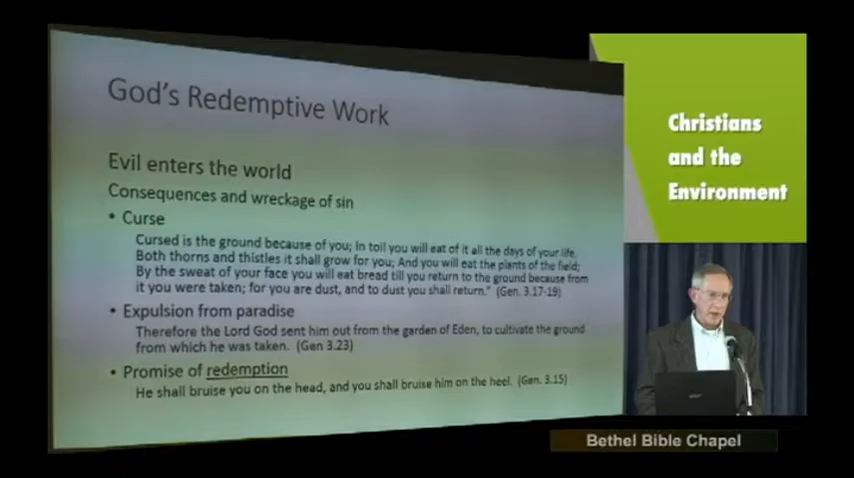 God's Redemptive Work
Evil enters the world
Consequences and wreckage of sin
• Curse
Cursed is the ground because of you; In toil you will eat of it all the days of your life.
Both thorns and thistles it shall grow for you; And you will eat the plants of the field;
By the sweat of your face you will eat bread till you return to the ground because from
it you were taken; for you are dust, and to dust you shall return." (Gen. 3.17-19)
• Expulsion from paradise
Therefore the Lord God sent him out from the garden of Eden, to cultivate the ground
from which he was taken. (Gen 3.23)
• Promise of redemption
He shall bruise you on the head, and you shall bruise him on the heel. (Gen. 3.15)
Christians
and the
Environment
Bethel Bible Chapel